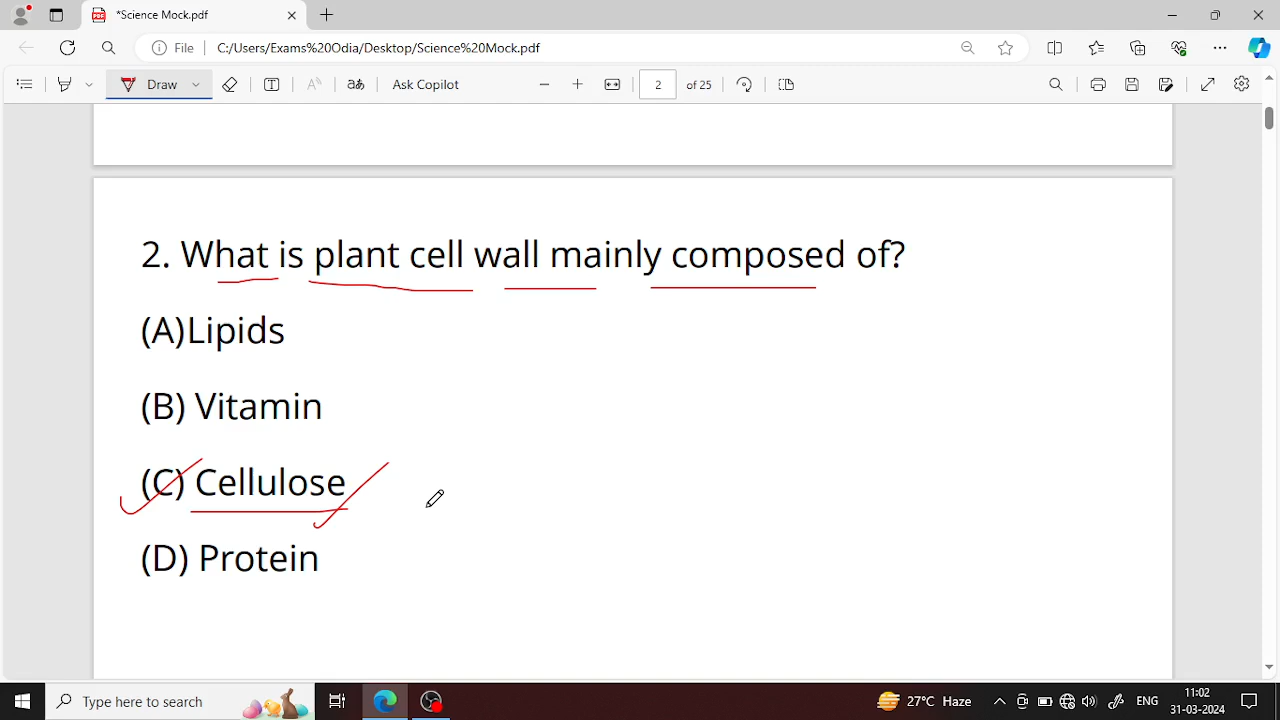 *Science Mock.pdf
File C:/Users/Exams%20Odia/Desktop/Science%20Mock.pdf
Draw Ask Copilot 2 of 25
2. What is plant cell wall mainly composed of?
(A)Lipids
(B) Vitamin
(C) Cellulose
(D) Protein
Type here to search 27°C Haze ENG 11:02
31-03-2024